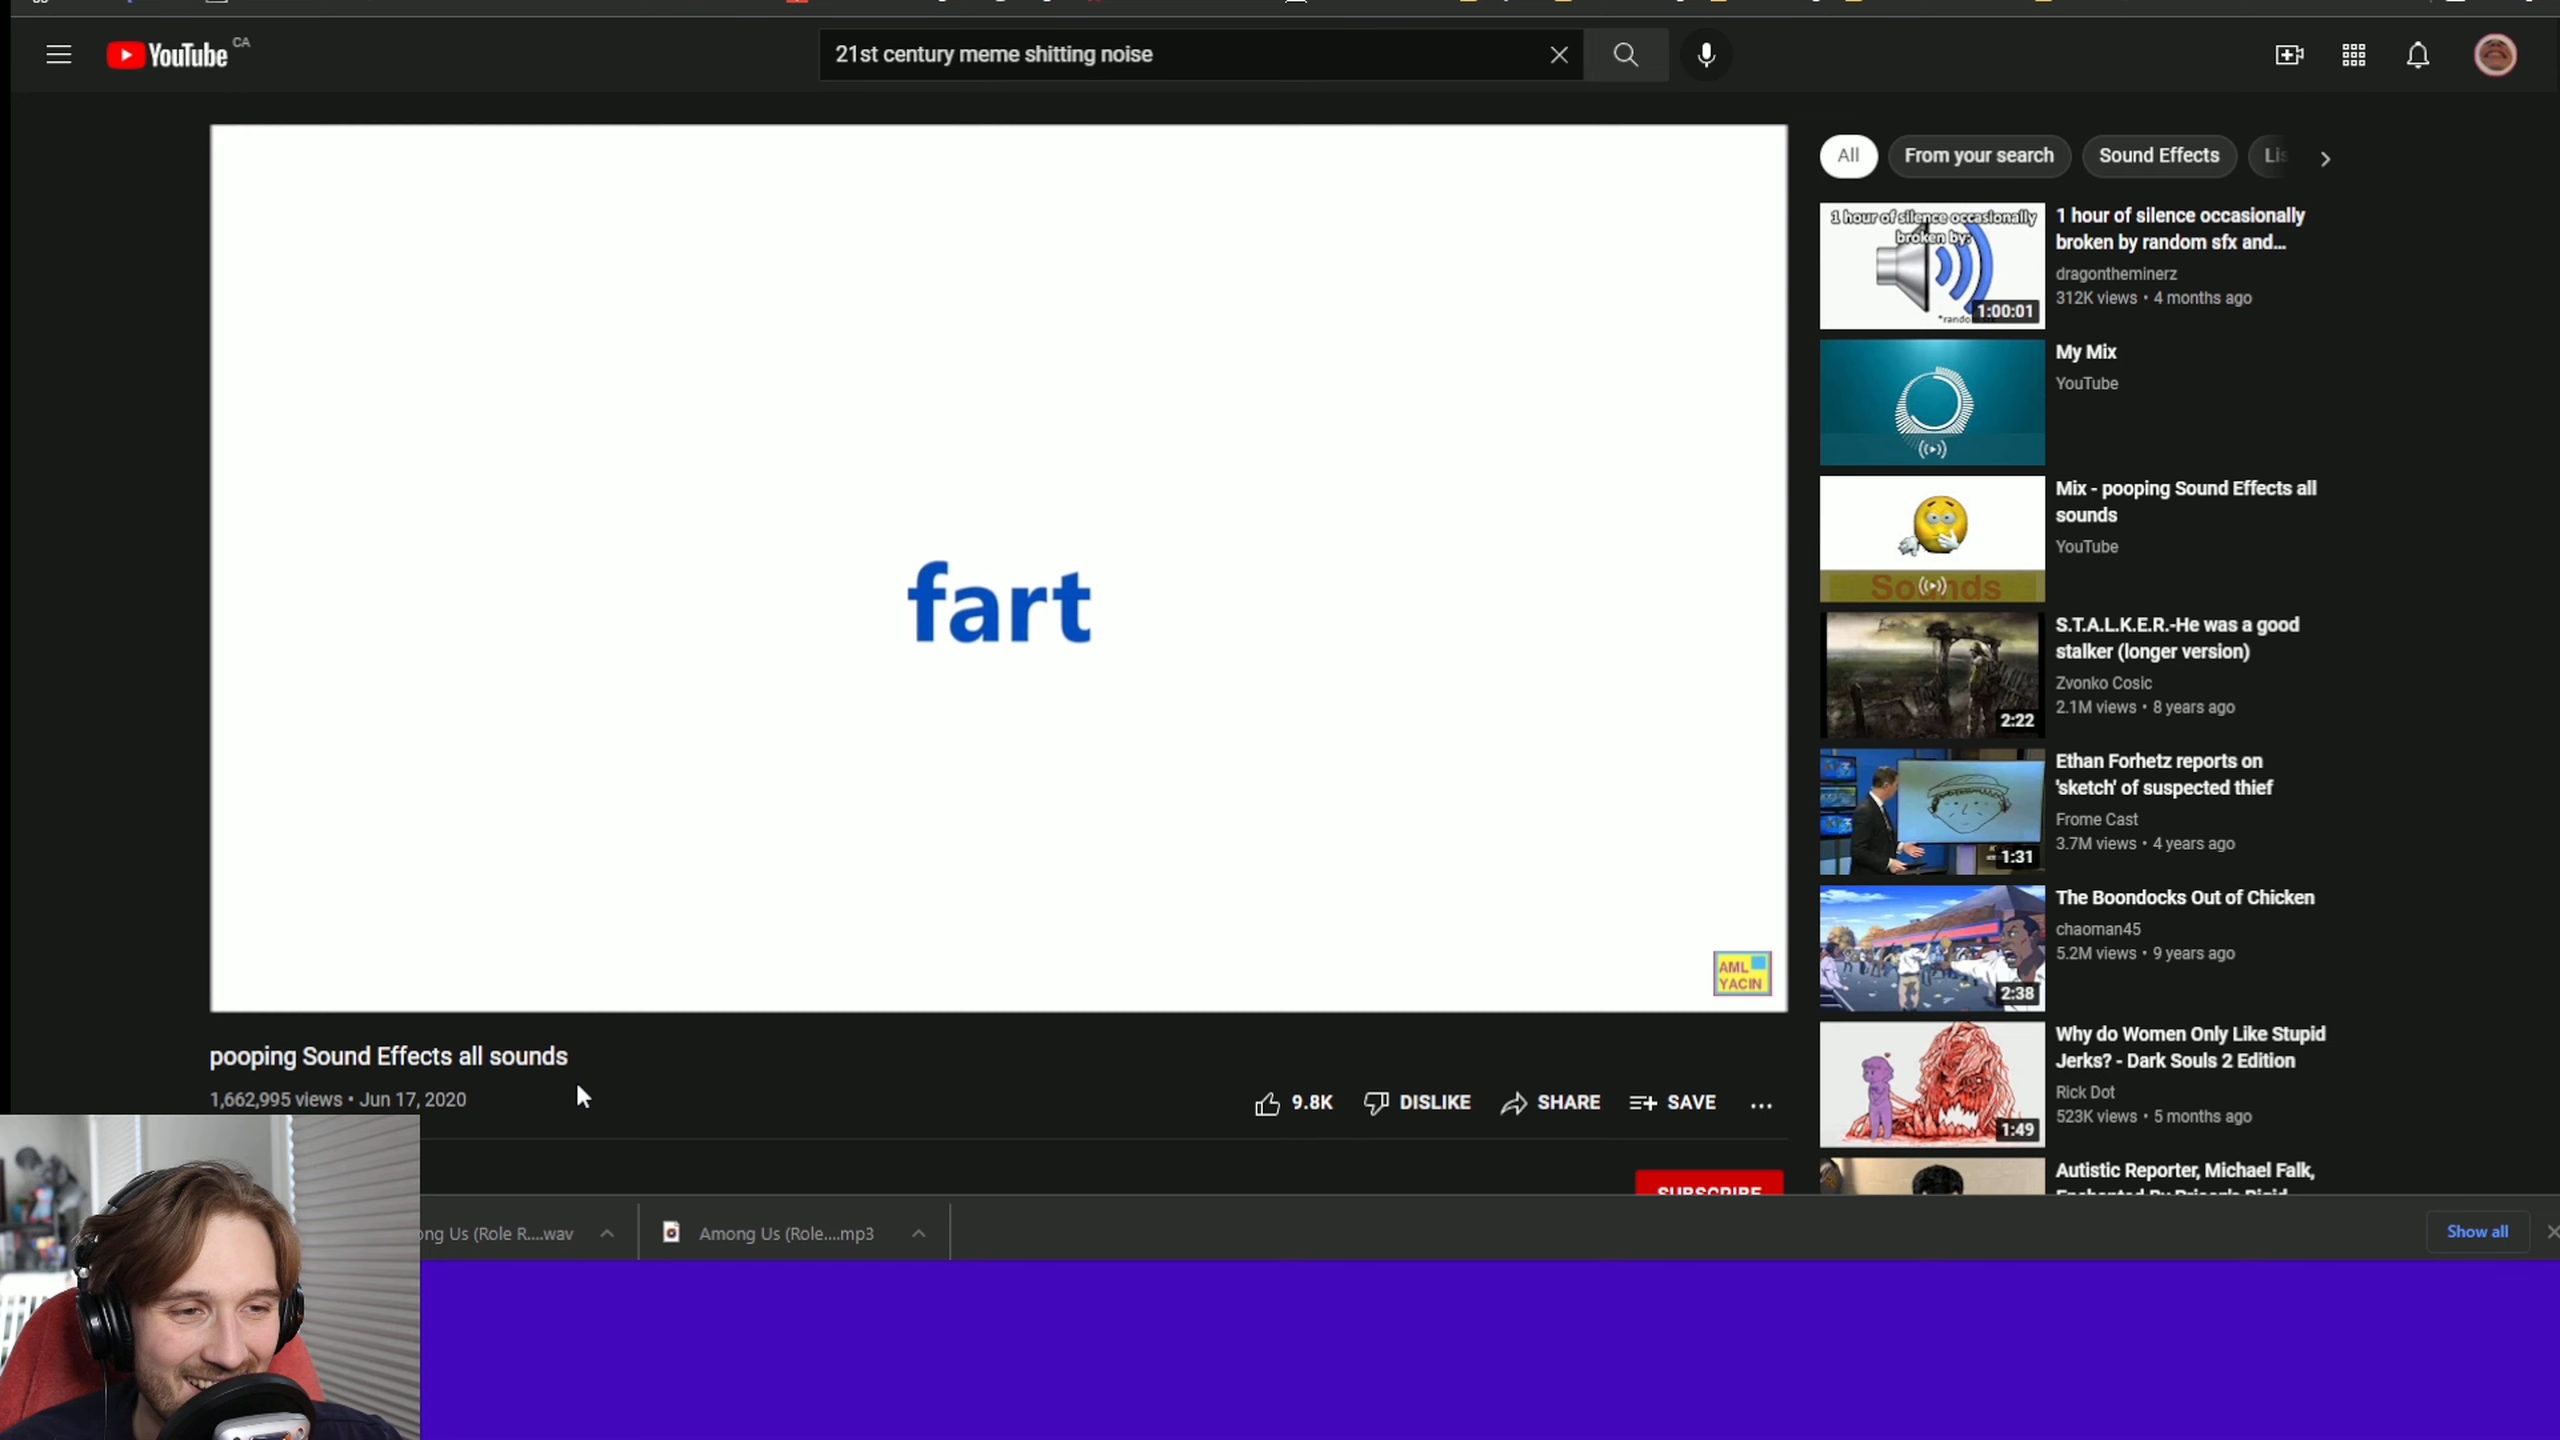 YouTube CA
21st century meme shitting noise
fart
AML
YACIN
pooping Sound Effects all sounds
1,662,995 views • Jun 17, 2020
9.8K DISLIKE SHARE SAVE
SUBSCRIBE
All From your search Sound Effects
1 hour of silence occasionally
broken by:
1:00:01
1 hour of silence occasionally
broken by random sfx and...
dragontheminerz
312K views • 4 months ago
My Mix
YouTube
Sounds
Mix - pooping Sound Effects all
sounds
YouTube
2:22
S.T.A.L.K.E.R.-He was a good
stalker (longer version)
Zvonko Cosic
2.1M views • 8 years ago
1:31
Ethan Forhetz reports on
'sketch' of suspected thief
Frome Cast
3.7M views • 4 years ago
2:38
The Boondocks Out of Chicken
chaoman45
5.2M views • 9 years ago
1:49
Why do Women Only Like Stupid
Jerks? - Dark Souls 2 Edition
Rick Dot
523K views • 5 months ago
Autistic Reporter, Michael Falk,
ong Us (Role R....wav
Among Us (Role....mp3
Show all